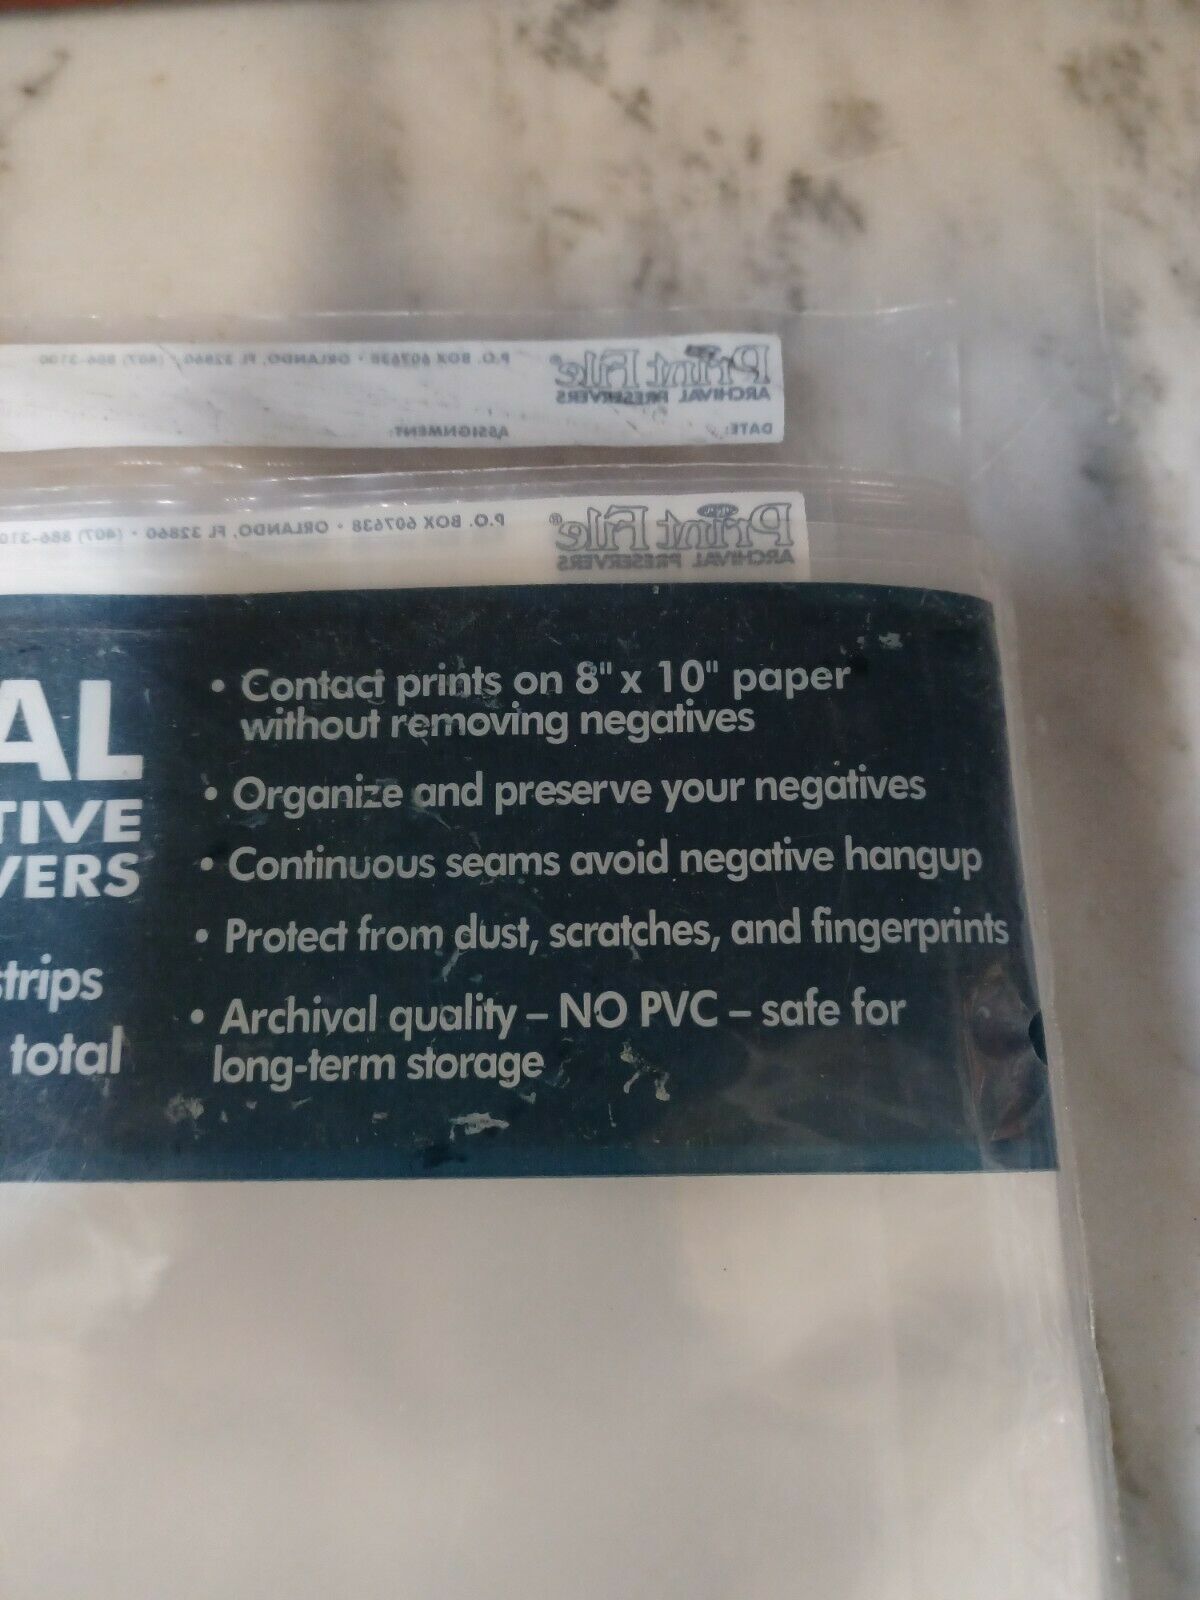 Print File®
ARCHIVAL PRESERVERS
P.O. BOX 607638 • ORLANDO, FL 32860 • (407) 886-3100
DATE:
ASSIGNMENT:
Print File®
ARCHIVAL PRESERVERS
P.O. BOX 607638 • ORLANDO, FL 32860 • (407) 886-310
AL
TIVE
VERS
strips
total
• Contact prints on 8" x 10" paper
without removing negatives
• Organize and preserve your negatives
• Continuous seams avoid negative hangup
• Protect from dust, scratches, and fingerprints
• Archival quality – NO PVC – safe for
long-term storage